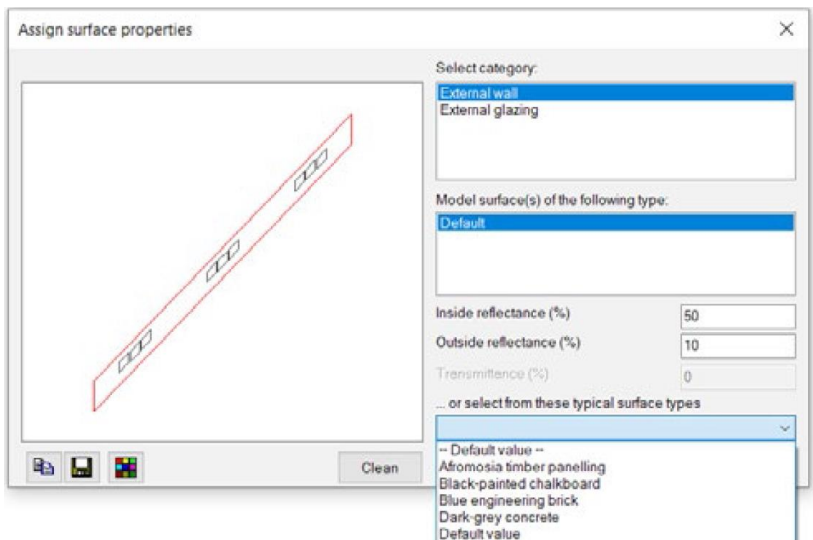 Assign surface properties
Select category:
External wall
External glazing
Model surface(s) of the following type:
Default
Inside reflectance (%)
50
Outside reflectance (%)
10
Transmittance (%)
0
... or select from these typical surface types
-- Default value --
Afromosia timber panelling
Black-painted chalkboard
Blue engineering brick
Dark-grey concrete
Default value
Clean